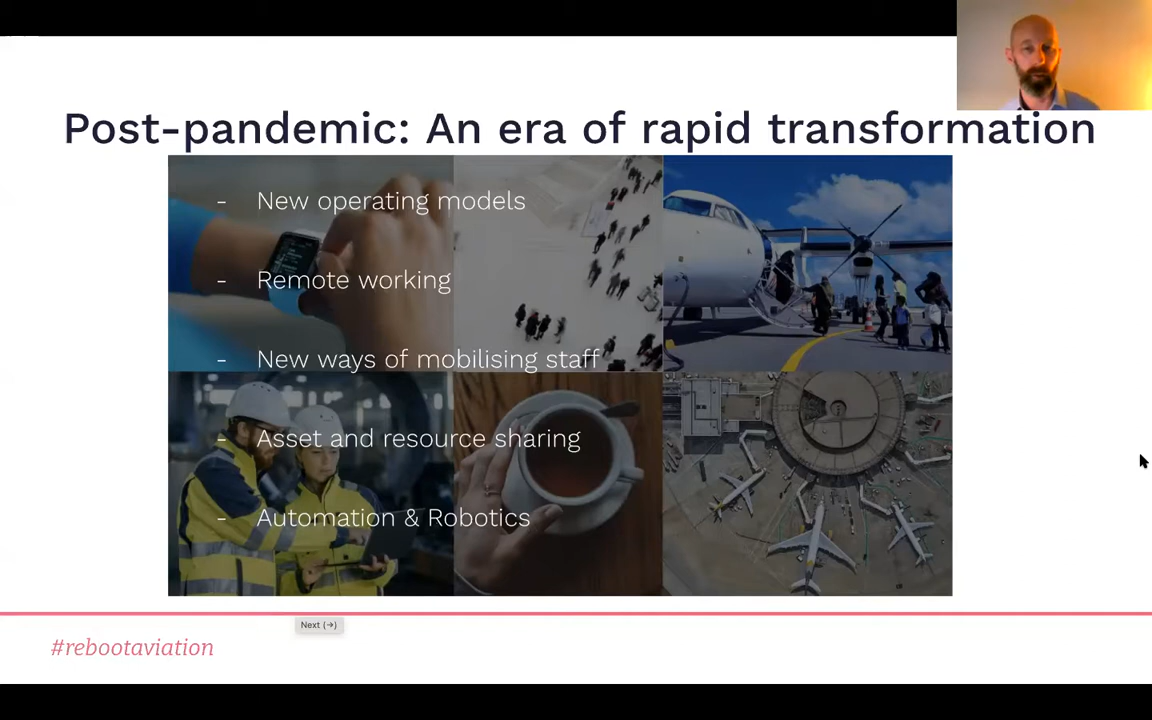 Post-pandemic: An era of rapid transformation
- New operating models
- Remote working
- New ways of mobilising staff
- Asset and resource sharing
- Automation & Robotics
Next (→)
#rebootaviation